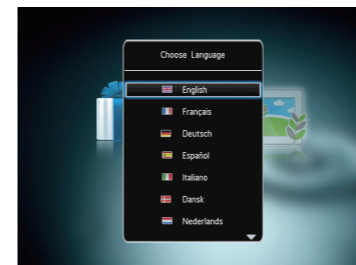 Choose Language
English
Français
Deutsch
Español
Italiano
Dansk
Nederlands